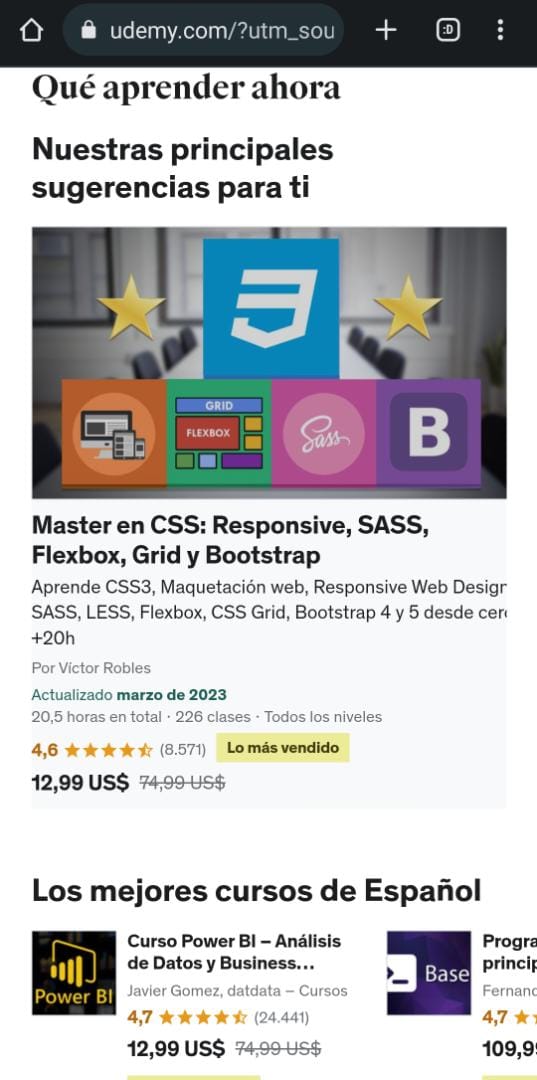 udemy.com/?utm_sou
:D
Qué aprender ahora
Nuestras principales
sugerencias para ti
GRID
FLEXBOX
Sass
B
Master en CSS: Responsive, SASS,
Flexbox, Grid y Bootstrap
Aprende CSS3, Maquetación web, Responsive Web Design
SASS, LESS, Flexbox, CSS Grid, Bootstrap 4 y 5 desde cer
+20h
Por Víctor Robles
Actualizado marzo de 2023
20,5 horas en total · 226 clases · Todos los niveles
4,6 (8.571) Lo más vendido
12,99 US$ 74,99 US$
Los mejores cursos de Español
Power BI
Curso Power BI – Análisis
de Datos y Business...
Javier Gomez, datdata – Cursos
4,7 (24.441)
12,99 US$ 74,99 US$
Base
Progra
princip
Fernand
4,7
109,9